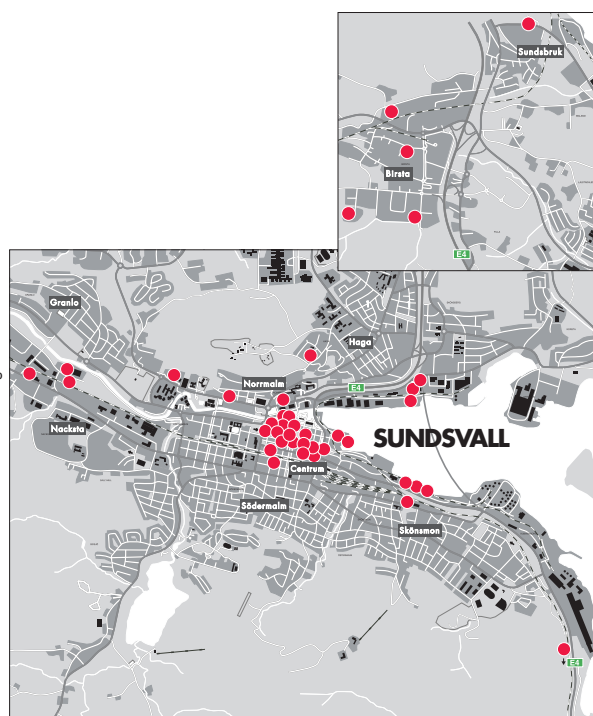 Sundsbruk
Birsta
E4
Granlo
Haga
Norrmalm
E4
Nacksta
SUNDSVALL
Centrum
Södermalm
Skönsmon
E4